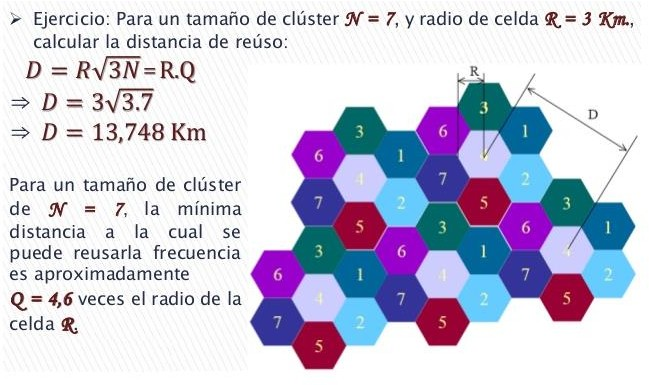 ➢ Ejercicio: Para un tamaño de clúster N = 7, y radio de celda R = 3 Km.,
calcular la distancia de reúso:
D = R√3N = R.Q
⇒ D = 3√3.7
⇒ D = 13,748 Km
Para un tamaño de clúster
de N = 7, la mínima
distancia a la cual se
puede reusarla frecuencia
es aproximadamente
Q = 4,6 veces el radio de la
celda R.
R
D
3
3 6 1
6 1 4
4 7 2
7 2 5 3
5 3 6 1
3 6 1 4
6 1 4 7 2
4 7 2 5
7 2 5
5